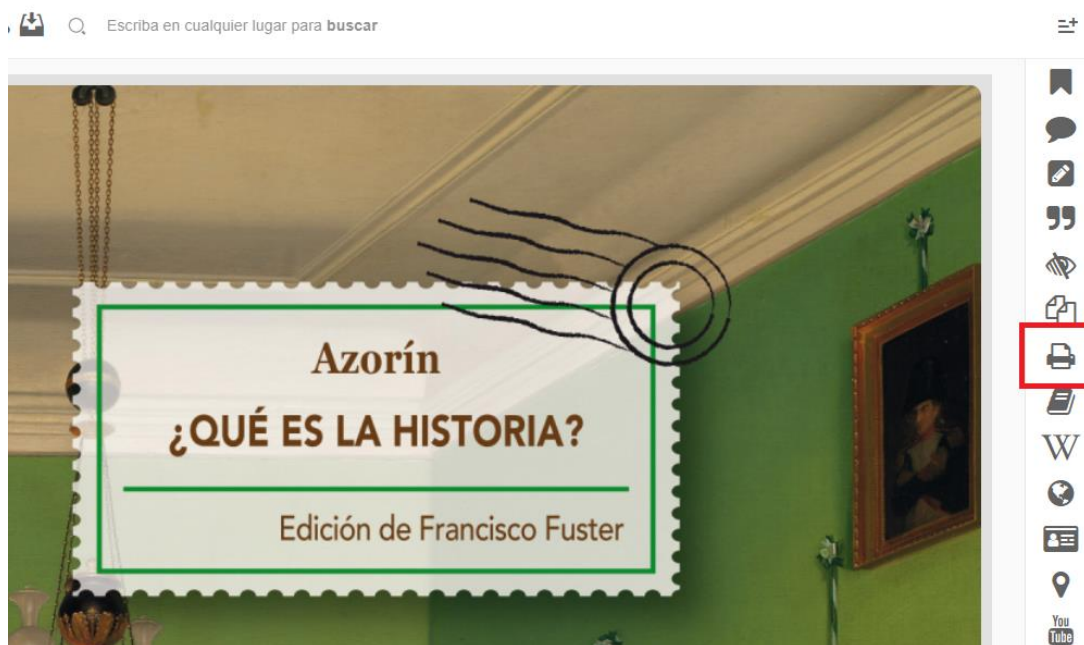 Escriba en cualquier lugar para buscar
Azorín
¿QUÉ ES LA HISTORIA?
Edición de Francisco Fuster
W
You
Tube